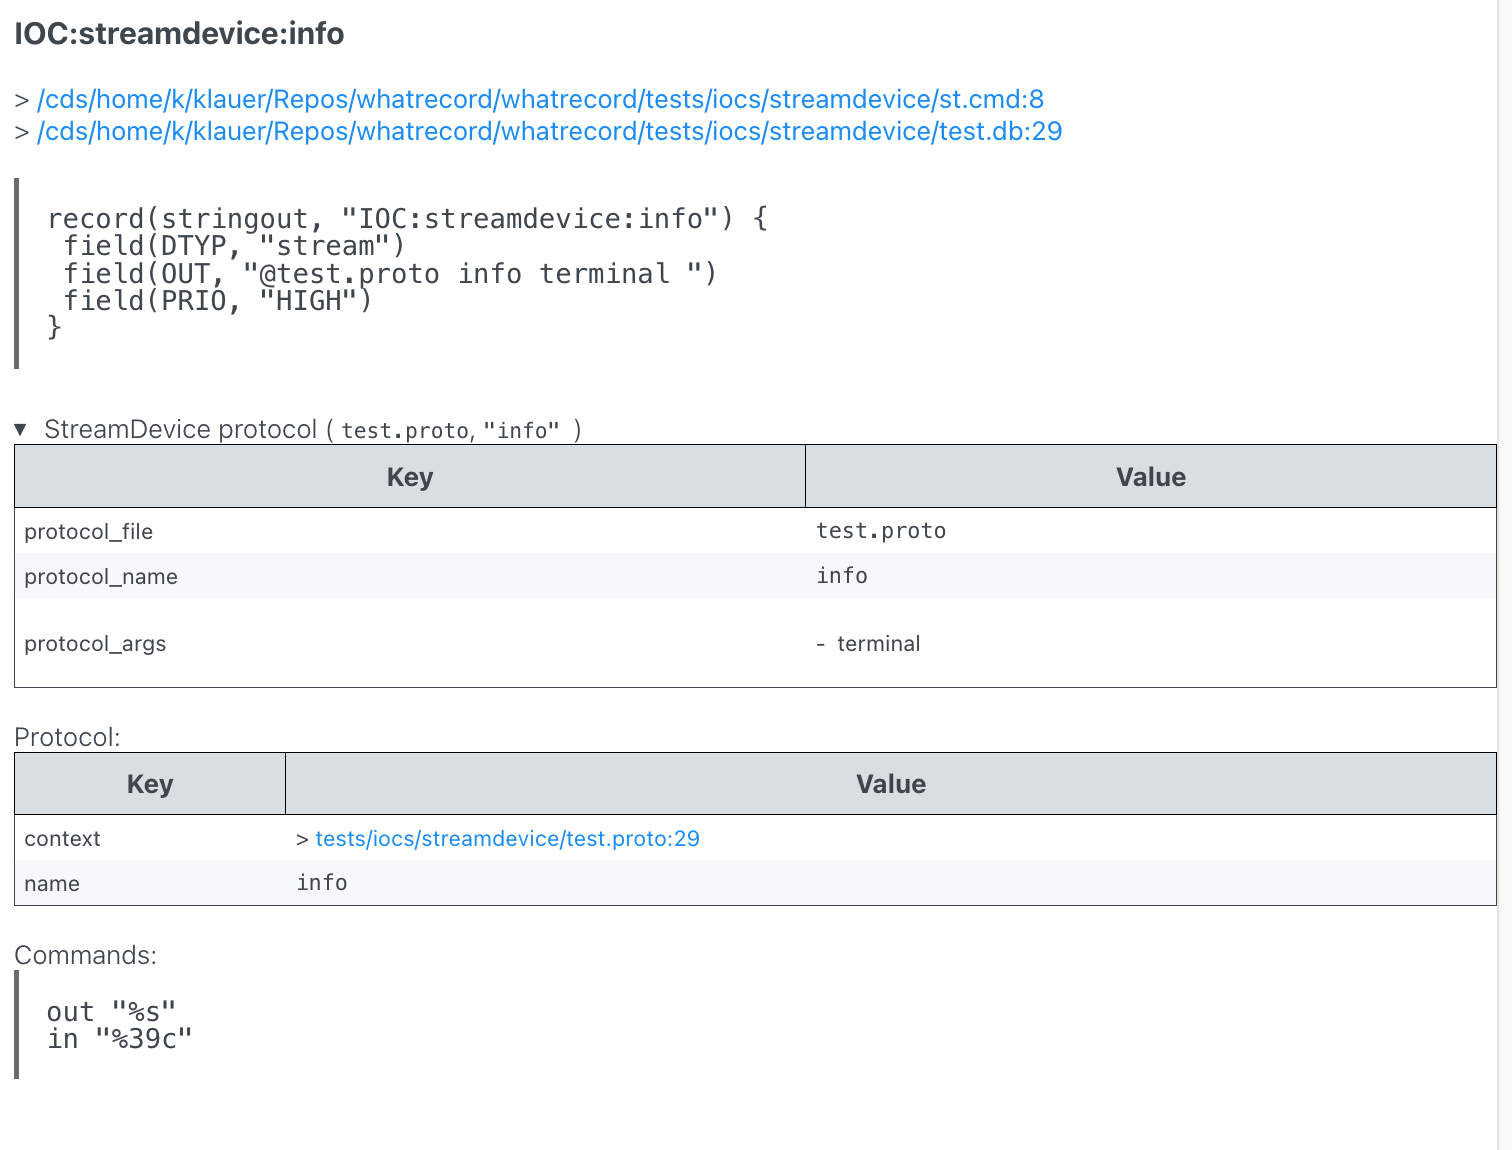 IOC:streamdevice:info
> /cds/home/k/klauer/Repos/whatrecord/whatrecord/tests/iocs/streamdevice/st.cmd:8
> /cds/home/k/klauer/Repos/whatrecord/whatrecord/tests/iocs/streamdevice/test.db:29
record(stringout, "IOC:streamdevice:info") {
 field(DTYP, "stream")
 field(OUT, "@test.proto info terminal ")
 field(PRIO, "HIGH")
}
▼ StreamDevice protocol ( test.proto, "info" )
Key Value
protocol_file test.proto
protocol_name info
protocol_args - terminal
Protocol:
Key Value
context > tests/iocs/streamdevice/test.proto:29
name info
Commands:
out "%s"
in "%39c"